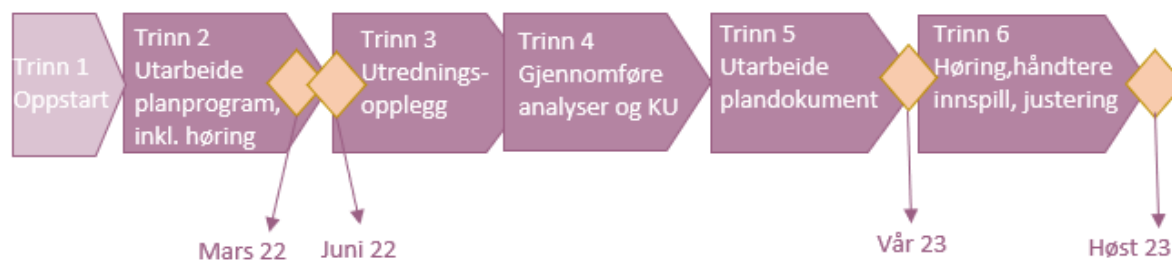 Trinn 1
Oppstart
Trinn 2
Utarbeide
planprogram,
inkl. høring
Trinn 3
Utrednings-
opplegg
Trinn 4
Gjennomføre
analyser og KU
Trinn 5
Utarbeide
plandokument
Trinn 6
Høring,håndtere
innspill, justering
Mars 22
Juni 22
Vår 23
Høst 23